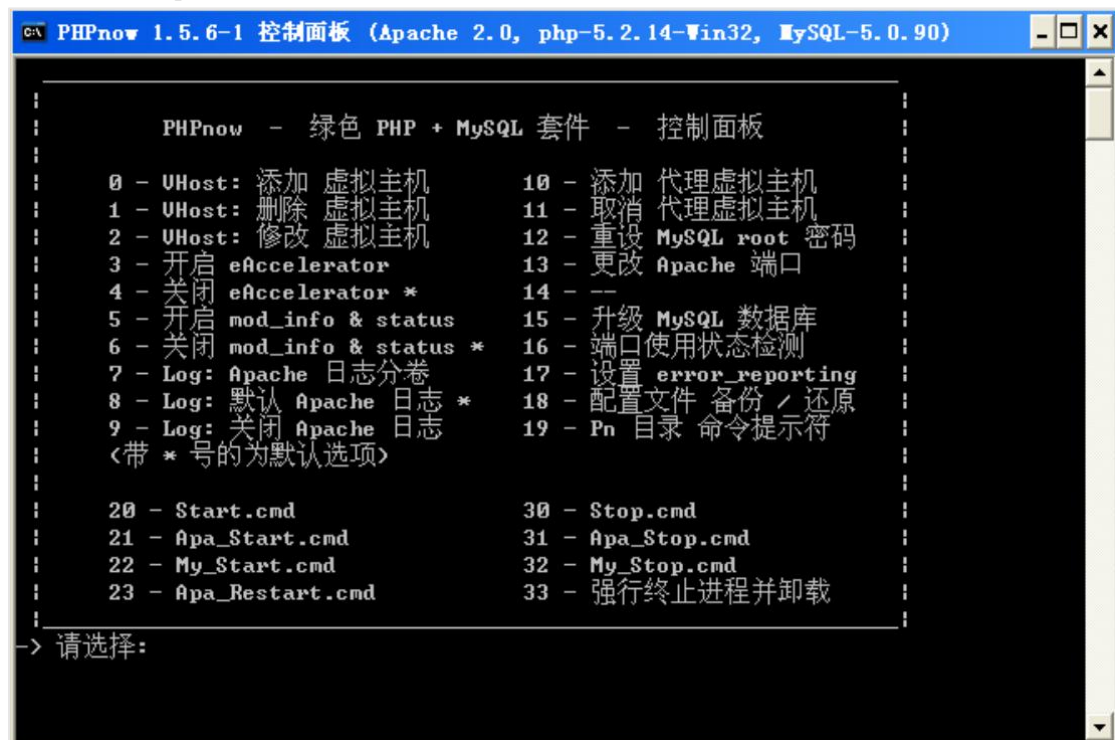 PHPnow 1.5.6-1 控制面板 (Apache 2.0, php-5.2.14-Win32, MySQL-5.0.90)
PHPnow - 绿色 PHP + MySQL 套件 - 控制面板
0 - VHost: 添加 虚拟主机 10 - 添加 代理虚拟主机
1 - VHost: 删除 虚拟主机 11 - 取消 代理虚拟主机
2 - VHost: 修改 虚拟主机 12 - 重设 MySQL root 密码
3 - 开启 eAccelerator 13 - 更改 Apache 端口
4 - 关闭 eAccelerator * 14 - --
5 - 开启 mod_info & status 15 - 升级 MySQL 数据库
6 - 关闭 mod_info & status * 16 - 端口使用状态检测
7 - Log: Apache 日志分卷 17 - 设置 error_reporting
8 - Log: 默认 Apache 日志 * 18 - 配置文件 备份 / 还原
9 - Log: 关闭 Apache 日志 19 - Pn 目录 命令提示符
(带 * 号的为默认选项)
20 - Start.cmd 30 - Stop.cmd
21 - Apa_Start.cmd 31 - Apa_Stop.cmd
22 - My_Start.cmd 32 - My_Stop.cmd
23 - Apa_Restart.cmd 33 - 强行终止进程并卸载
-> 请选择: